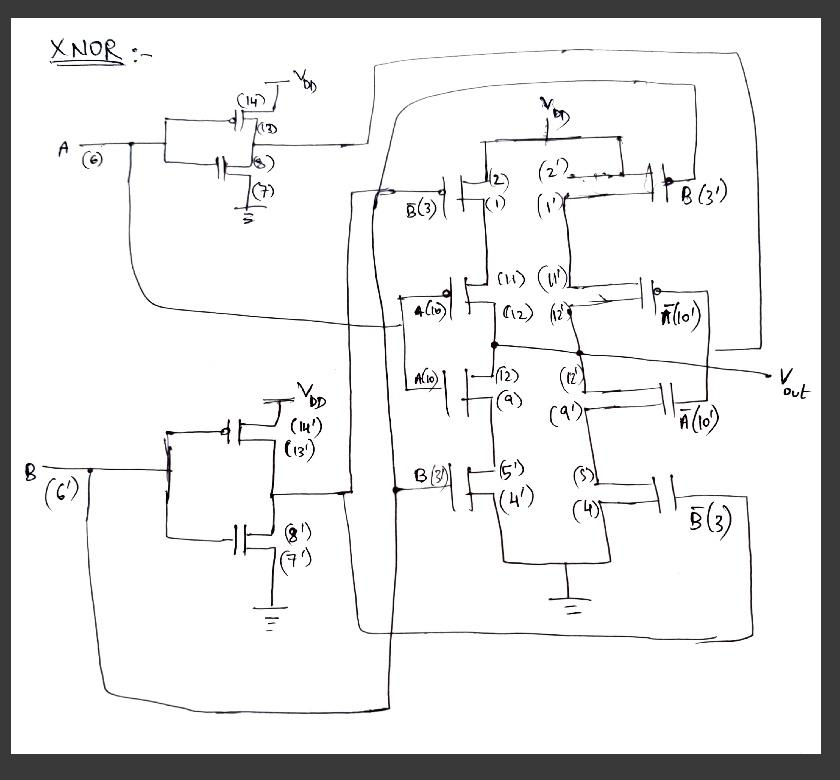 XNOR :-
V_DD
(14)
(13)
A
(6)
(8)
(7)
V_DD
(2)
(2')
B̅(3)
(1)
(1')
B(3')
(11)
(11')
A(10)
(12)
(12')
A̅(10')
A(10)
(12)
(12')
V_out
(9)
(9')
A̅(10')
V_DD
(14')
(13')
B
(6')
B(3')
(5')
(4')
(5)
(4)
B̅(3)
(8')
(7')